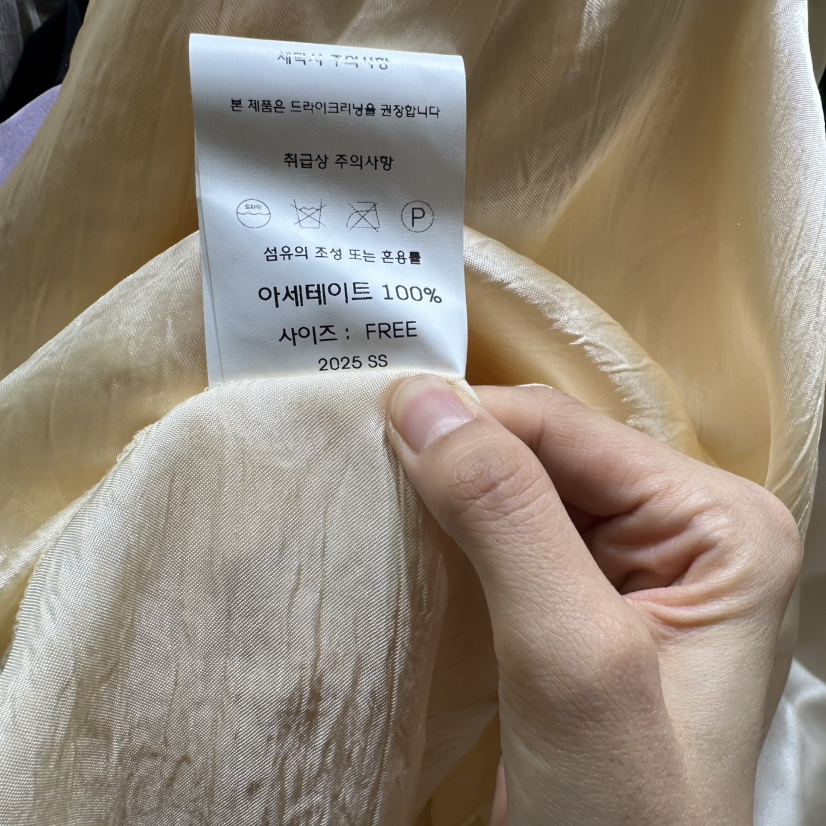 세탁시 주의사항
본 제품은 드라이크리닝을 권장합니다
취급상 주의사항
드라이 P
섬유의 조성 또는 혼용률
아세테이트 100%
사이즈 : FREE
2025 SS